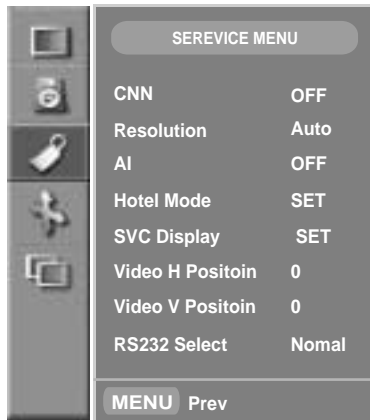 SEREVICE MENU
CNN OFF
Resolution Auto
AI OFF
Hotel Mode SET
SVC Display SET
Video H Positoin 0
Video V Positoin 0
RS232 Select Nomal
MENU Prev